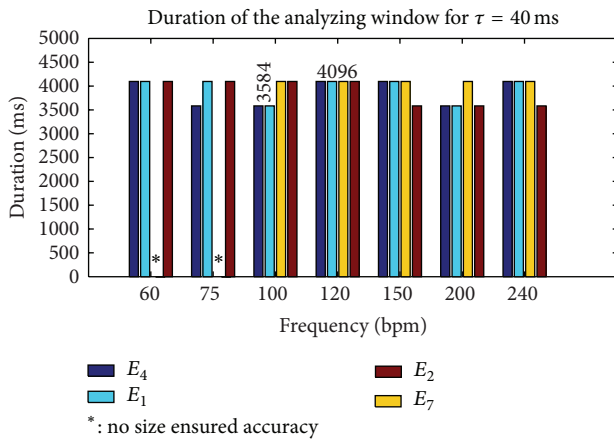 Duration of the analyzing window for τ = 40 ms
Duration (ms)
5000
4500
4000
3500
3000
2500
2000
1500
1000
500
0
3584
4096
* *
60 75 100 120 150 200 240
Frequency (bpm)
E4 E2
E1 E7
*: no size ensured accuracy